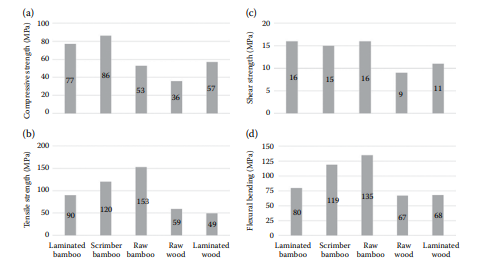 (a)
Compressive strength (MPa)
100
80
60
40
20
0
77
86
53
36
57
(c)
Shear strength (MPa)
20
15
10
5
0
16
15
16
9
11
(b)
Tensile strength (MPa)
200
150
100
50
0
90
120
153
59
49
Laminated
bamboo
Scrimber
bamboo
Raw
bamboo
Raw
wood
Laminated
wood
(d)
Flexural bending (MPa)
150
125
100
75
50
25
0
80
119
135
67
68
Laminated
bamboo
Scrimber
bamboo
Raw
bamboo
Raw
wood
Laminated
wood